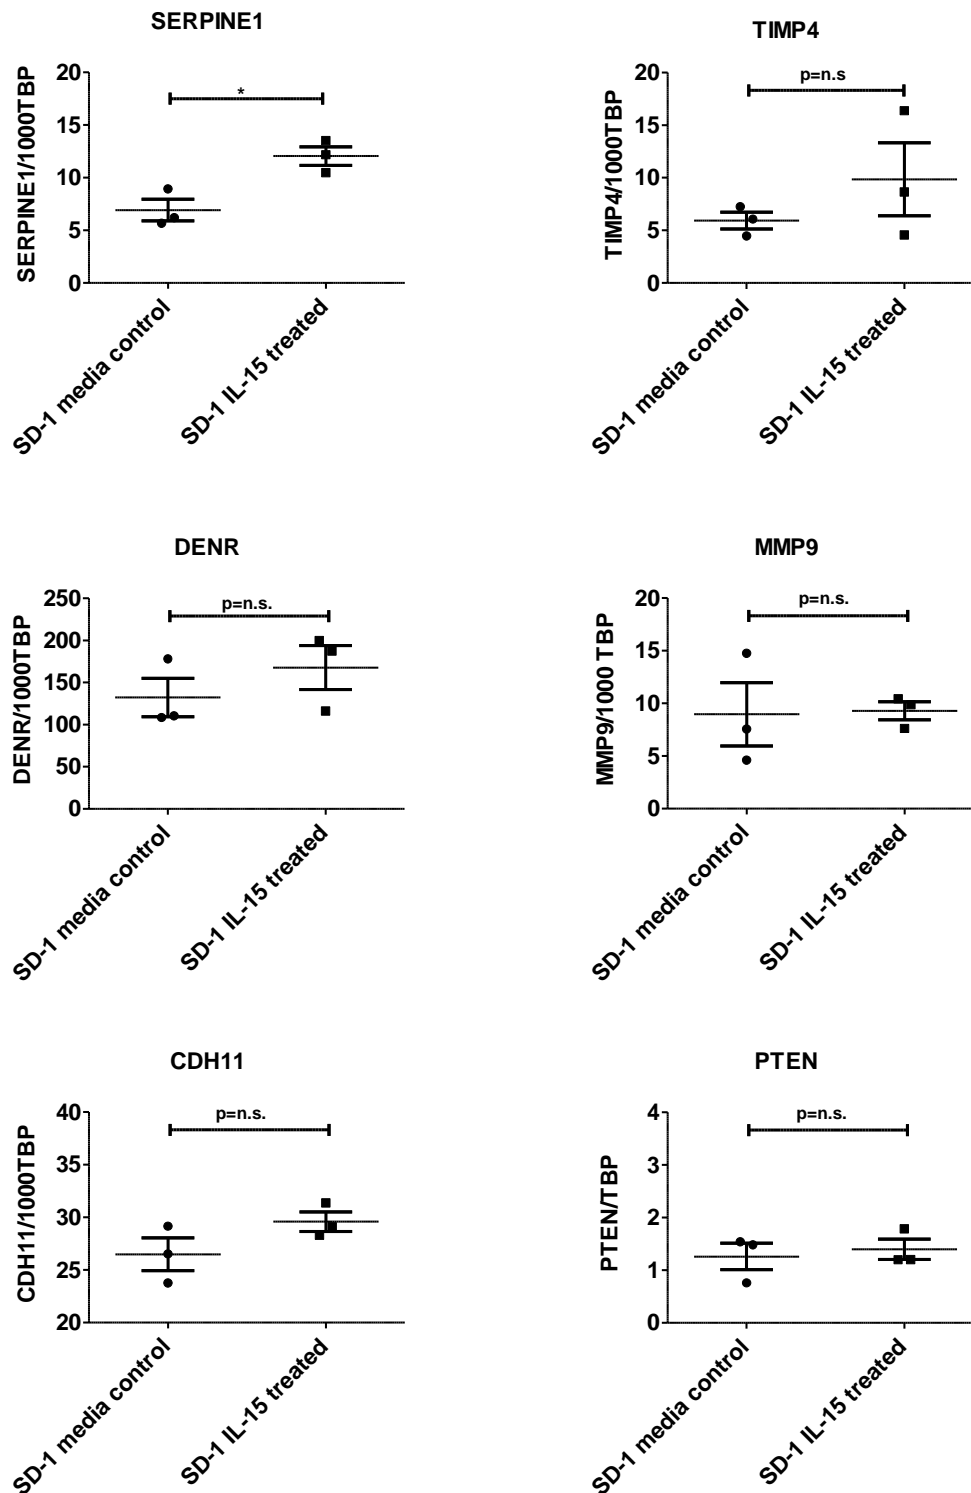 SERPINE1
SERPINE1/1000TBP
20
15
10
5
0
*
SD-1 media control
SD-1 IL-15 treated
TIMP4
TIMP4/1000TBP
20
15
10
5
0
p=n.s
SD-1 media control
SD-1 IL-15 treated
DENR
DENR/1000TBP
250
200
150
100
50
0
p=n.s.
SD-1 media control
SD-1 IL-15 treated
MMP9
MMP9/1000 TBP
20
15
10
5
0
p=n.s.
SD-1 media control
SD-1 IL-15 treated
CDH11
CDH11/1000TBP
40
35
30
25
20
p=n.s.
SD-1 media control
SD-1 IL-15 treated
PTEN
PTEN/TBP
4
3
2
1
0
p=n.s.
SD-1 media control
SD-1 IL-15 treated